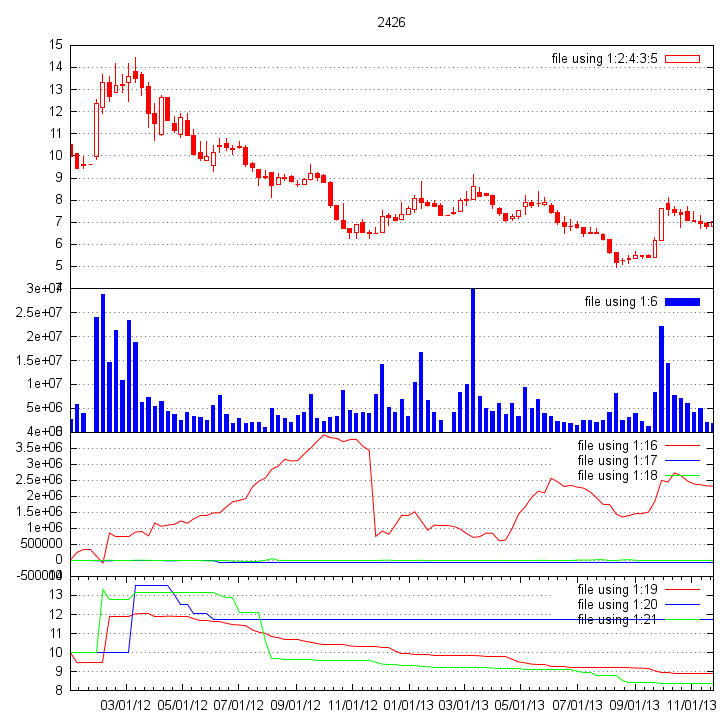 2426
15
file using 1:2:4:3:5
14
13
12
11
10
9
8
7
6
5
3e+07
file using 1:6
2.5e+07
2e+07
1.5e+07
1e+07
5e+06
4e+06
file using 1:16
3.5e+06
file using 1:17
3e+06
file using 1:18
2.5e+06
2e+06
1.5e+06
1e+06
500000
0
-500000
file using 1:19
13
file using 1:20
12
file using 1:21
11
10
9
8
03/01/12 05/01/12 07/01/12 09/01/12 11/01/12 01/01/13 03/01/13 05/01/13 07/01/13 09/01/13 11/01/13